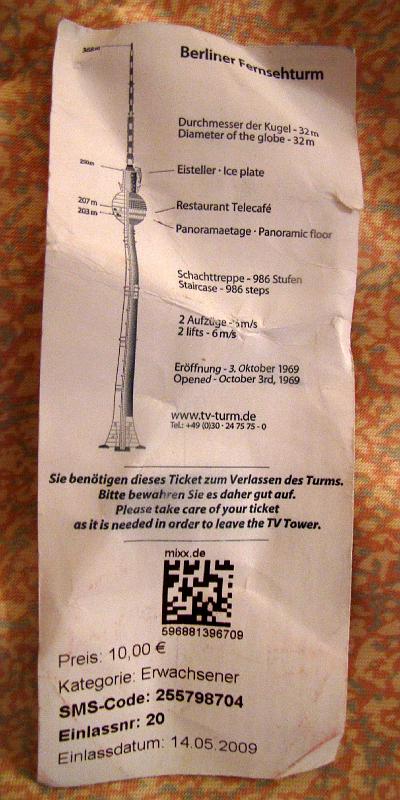 Berliner Fernsehturm
368m
Durchmesser der Kugel - 32m
Diameter of the globe - 32m
250m
Eisteller · Ice plate
207 m
Restaurant Telecafé
203 m
Panoramaetage · Panoramic floor
Schachttreppe - 986 Stufen
Staircase - 986 steps
2 Aufzüge - 6m/s
2 lifts - 6m/s
Eröffnung - 3. Oktober 1969
Opened - October 3rd, 1969
www.tv-turm.de
Tel.: +49 (0)30 · 24 75 75 - 0
Sie benötigen dieses Ticket zum Verlassen des Turms.
Bitte bewahren Sie es daher gut auf.
Please take care of your ticket
as it is needed in order to leave the TV Tower.
mixx.de
596881396709
Preis: 10,00 €
Kategorie: Erwachsener
SMS-Code: 255798704
Einlassnr: 20
Einlassdatum: 14.05.2009